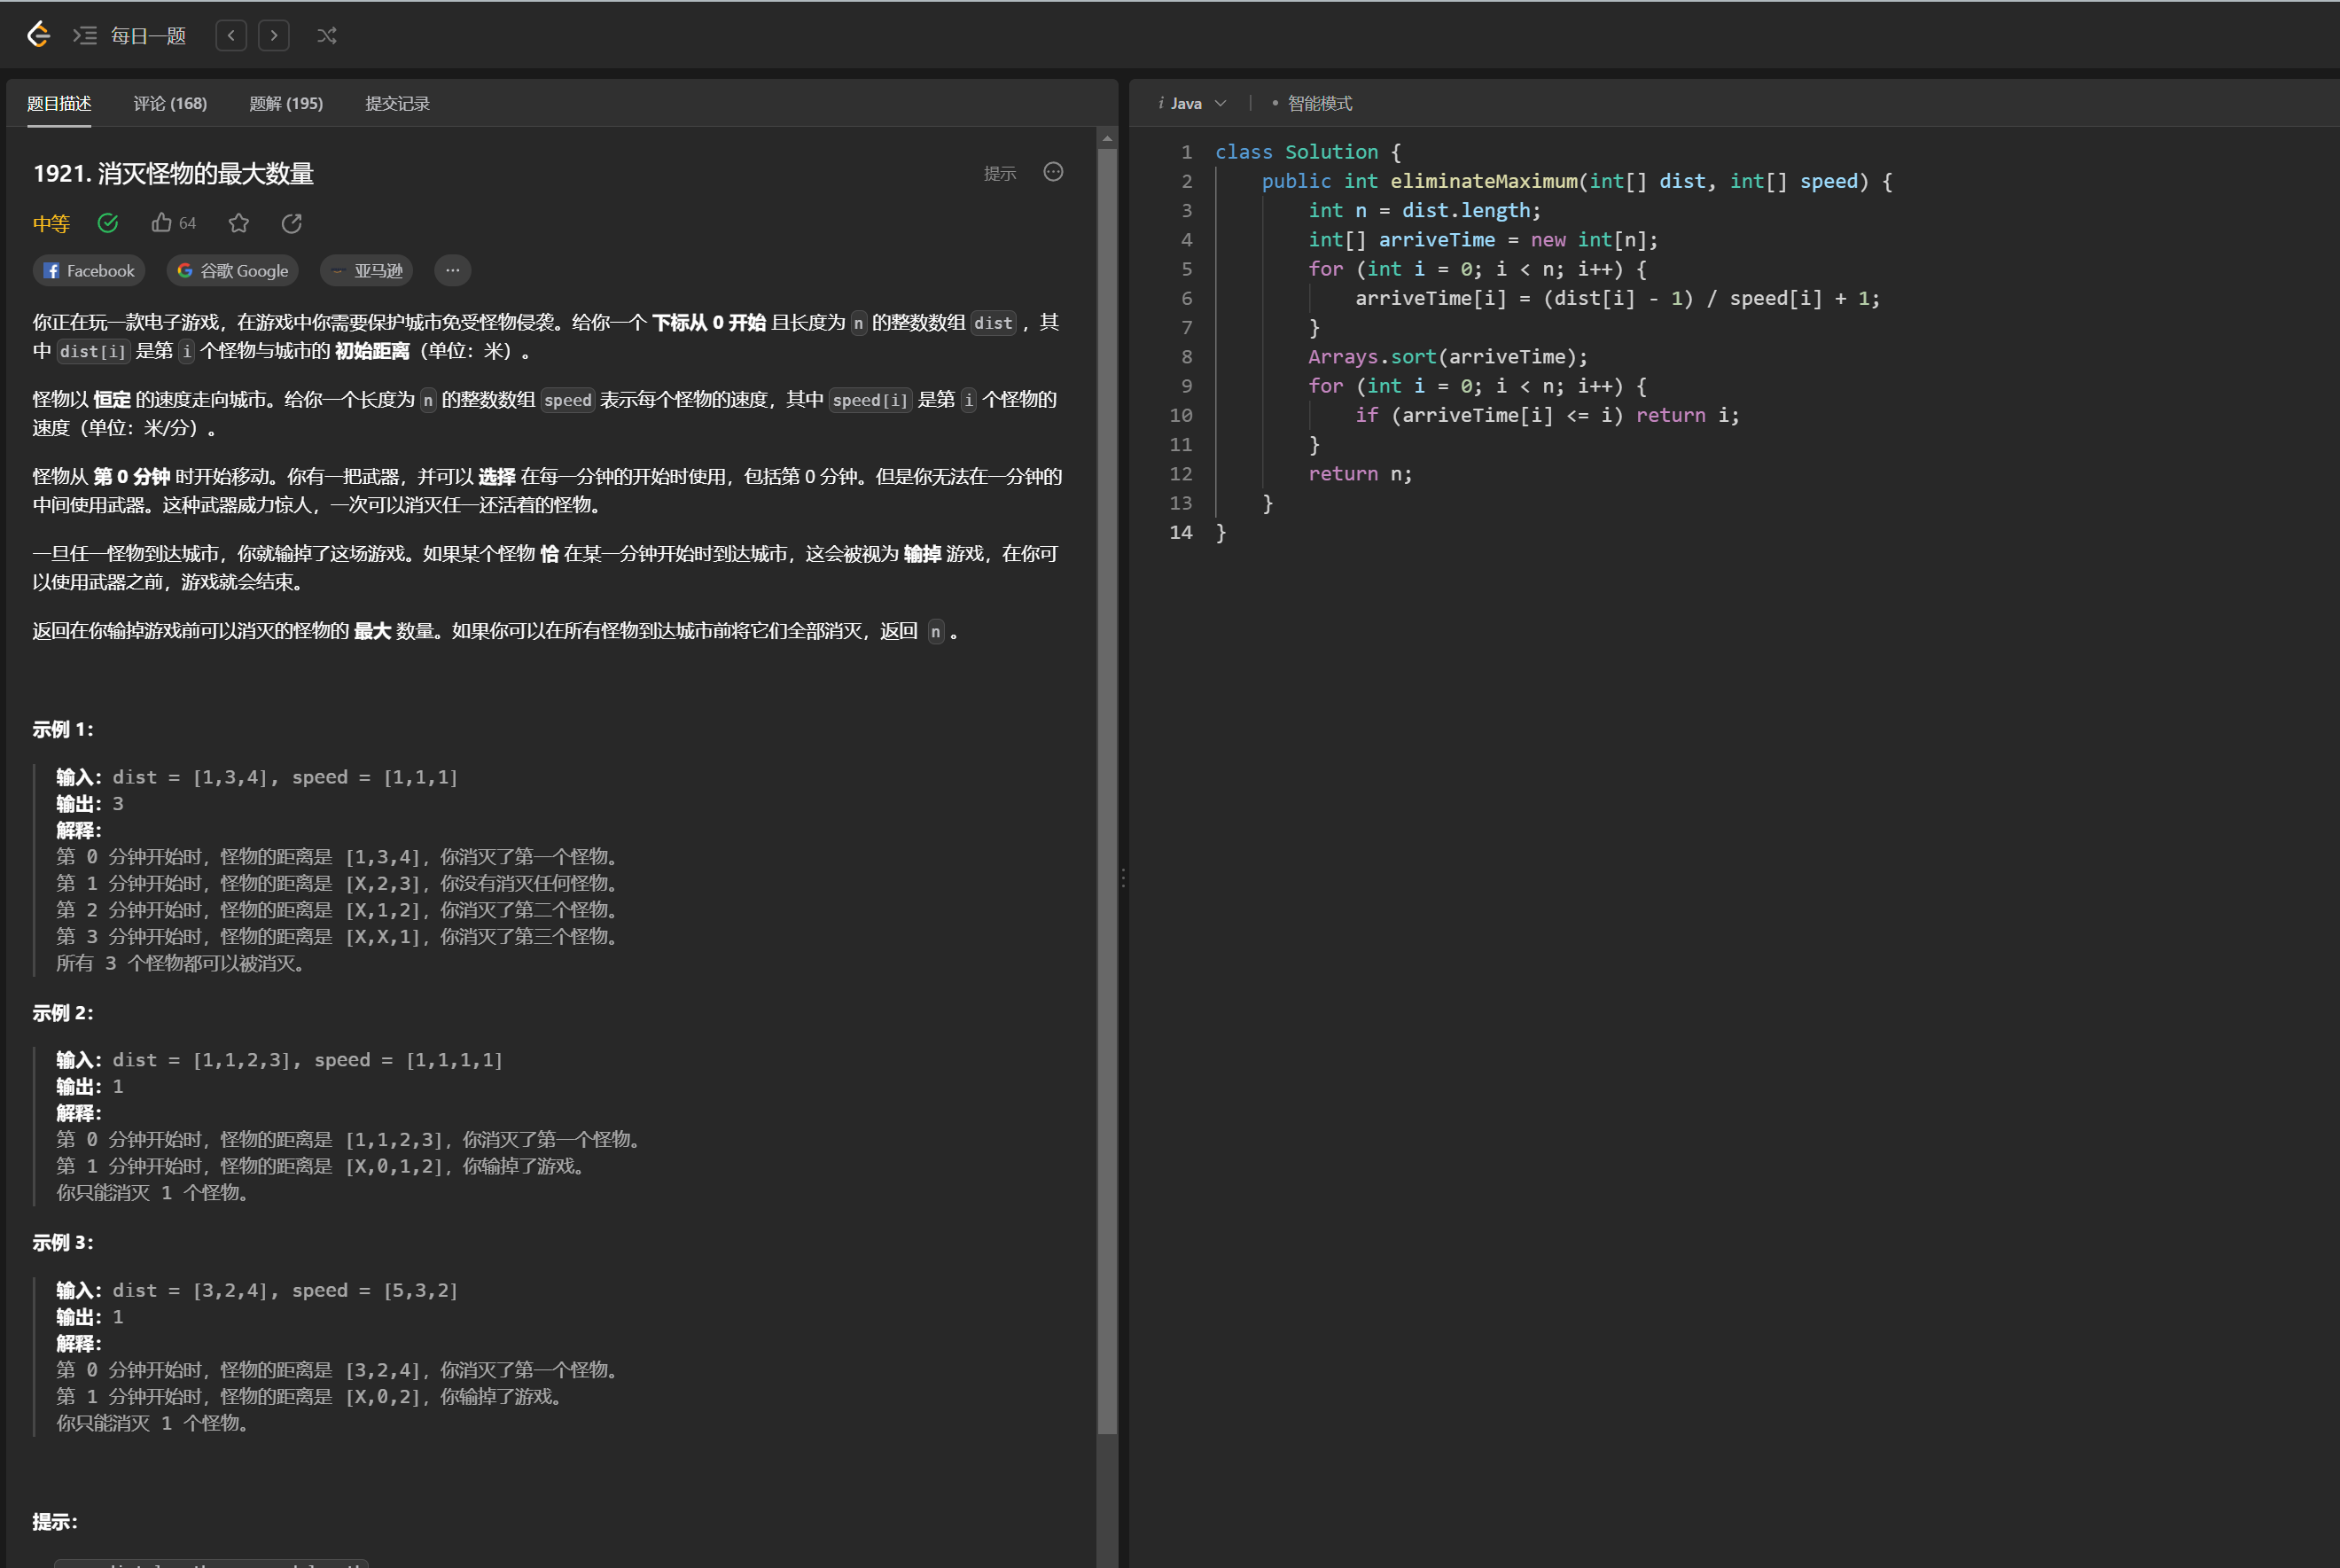 每日一题
题目描述 评论 (168) 题解 (195) 提交记录
1921. 消灭怪物的最大数量
提示
中等 64
Facebook 谷歌 Google 亚马逊
你正在玩一款电子游戏，在游戏中你需要保护城市免受怪物侵袭。给你一个 下标从 0 开始 且长度为 n 的整数数组 dist ，其
中 dist[i] 是第 i 个怪物与城市的 初始距离（单位：米）。
怪物以 恒定 的速度走向城市。给你一个长度为 n 的整数数组 speed 表示每个怪物的速度，其中 speed[i] 是第 i 个怪物的
速度（单位：米/分）。
怪物从 第 0 分钟 时开始移动。你有一把武器，并可以 选择 在每一分钟的开始时使用，包括第 0 分钟。但是你无法在一分钟的
中间使用武器。这种武器威力惊人，一次可以消灭任一还活着的怪物。
一旦任一怪物到达城市，你就输掉了这场游戏。如果某个怪物 恰 在某一分钟开始时到达城市，这会被视为 输掉 游戏，在你可
以使用武器之前，游戏就会结束。
返回在你输掉游戏前可以消灭的怪物的 最大 数量。如果你可以在所有怪物到达城市前将它们全部消灭，返回 n 。
示例 1：
输入：dist = [1,3,4], speed = [1,1,1]
输出：3
解释：
第 0 分钟开始时，怪物的距离是 [1,3,4]，你消灭了第一个怪物。
第 1 分钟开始时，怪物的距离是 [X,2,3]，你没有消灭任何怪物。
第 2 分钟开始时，怪物的距离是 [X,1,2]，你消灭了第二个怪物。
第 3 分钟开始时，怪物的距离是 [X,X,1]，你消灭了第三个怪物。
所有 3 个怪物都可以被消灭。
示例 2：
输入：dist = [1,1,2,3], speed = [1,1,1,1]
输出：1
解释：
第 0 分钟开始时，怪物的距离是 [1,1,2,3]，你消灭了第一个怪物。
第 1 分钟开始时，怪物的距离是 [X,0,1,2]，你输掉了游戏。
你只能消灭 1 个怪物。
示例 3：
输入：dist = [3,2,4], speed = [5,3,2]
输出：1
解释：
第 0 分钟开始时，怪物的距离是 [3,2,4]，你消灭了第一个怪物。
第 1 分钟开始时，怪物的距离是 [X,0,2]，你输掉了游戏。
你只能消灭 1 个怪物。
提示：
i Java 智能模式
1 class Solution {
2 public int eliminateMaximum(int[] dist, int[] speed) {
3 int n = dist.length;
4 int[] arriveTime = new int[n];
5 for (int i = 0; i < n; i++) {
6 arriveTime[i] = (dist[i] - 1) / speed[i] + 1;
7 }
8 Arrays.sort(arriveTime);
9 for (int i = 0; i < n; i++) {
10 if (arriveTime[i] <= i) return i;
11 }
12 return n;
13 }
14 }